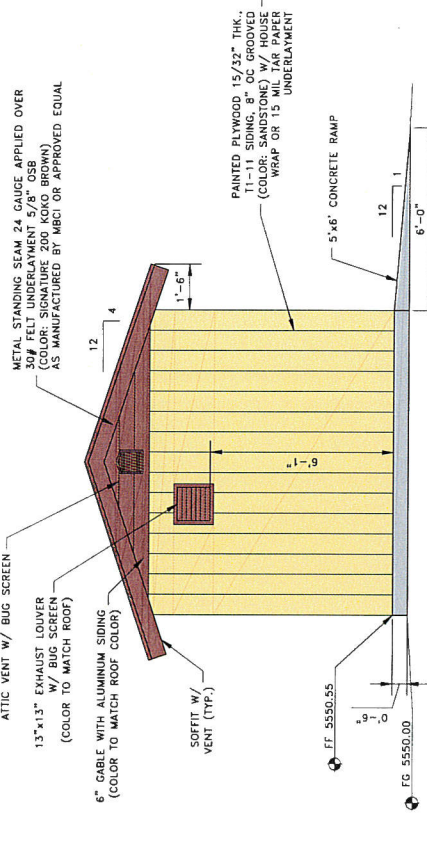 METAL STANDING SEAM 24 GAUGE APPLIED OVER
30# FELT UNDERLAYMENT 5/8" OSB
(COLOR: SIGNATURE 200 KOKO BROWN)
AS MANUFACTURED BY MBCI OR APPROVED EQUAL
ATTIC VENT W/ BUG SCREEN
13"x13" EXHAUST LOUVER
W/ BUG SCREEN
(COLOR TO MATCH ROOF)
6" GABLE WITH ALUMINUM SIDING
(COLOR TO MATCH ROOF COLOR)
SOFFIT W/
VENT (TYP.)
12
4
1'-6"
PAINTED PLYWOOD 15/32" THK.,
T1-11 SIDING, 8" OC GROOVED
(COLOR: SANDSTONE) W/ HOUSE
WRAP OR 15 MIL TAR PAPER
UNDERLAYMENT
6'-1"
5'x6' CONCRETE RAMP
12
1
6'-0"
FF 5550.55
0'-6"
FG 5550.00